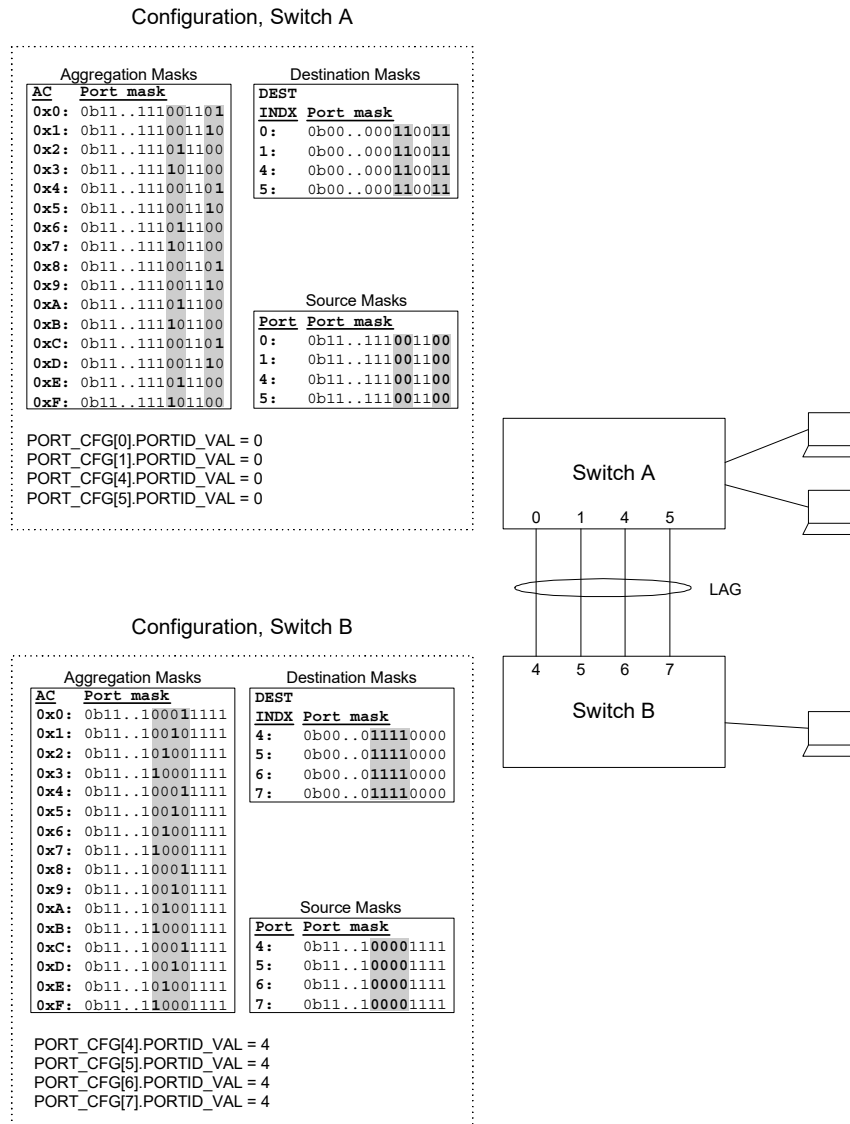 Configuration, Switch A
Aggregation Masks
AC Port mask
0x0: 0b11..111001101
0x1: 0b11..111001110
0x2: 0b11..111011100
0x3: 0b11..111101100
0x4: 0b11..111001101
0x5: 0b11..111001110
0x6: 0b11..111011100
0x7: 0b11..111101100
0x8: 0b11..111001101
0x9: 0b11..111001110
0xA: 0b11..111011100
0xB: 0b11..111101100
0xC: 0b11..111001101
0xD: 0b11..111001110
0xE: 0b11..111011100
0xF: 0b11..111101100
Destination Masks
DEST
INDX Port mask
0: 0b00..000110011
1: 0b00..000110011
4: 0b00..000110011
5: 0b00..000110011
Source Masks
Port Port mask
0: 0b11..111001100
1: 0b11..111001100
4: 0b11..111001100
5: 0b11..111001100
PORT_CFG[0].PORTID_VAL = 0
PORT_CFG[1].PORTID_VAL = 0
PORT_CFG[4].PORTID_VAL = 0
PORT_CFG[5].PORTID_VAL = 0
Switch A
0 1 4 5
LAG
4 5 6 7
Switch B
Configuration, Switch B
Aggregation Masks
AC Port mask
0x0: 0b11..100011111
0x1: 0b11..100101111
0x2: 0b11..101001111
0x3: 0b11..110001111
0x4: 0b11..100011111
0x5: 0b11..100101111
0x6: 0b11..101001111
0x7: 0b11..110001111
0x8: 0b11..100011111
0x9: 0b11..100101111
0xA: 0b11..101001111
0xB: 0b11..110001111
0xC: 0b11..100011111
0xD: 0b11..100101111
0xE: 0b11..101001111
0xF: 0b11..110001111
Destination Masks
DEST
INDX Port mask
4: 0b00..011110000
5: 0b00..011110000
6: 0b00..011110000
7: 0b00..011110000
Source Masks
Port Port mask
4: 0b11..100001111
5: 0b11..100001111
6: 0b11..100001111
7: 0b11..100001111
PORT_CFG[4].PORTID_VAL = 4
PORT_CFG[5].PORTID_VAL = 4
PORT_CFG[6].PORTID_VAL = 4
PORT_CFG[7].PORTID_VAL = 4